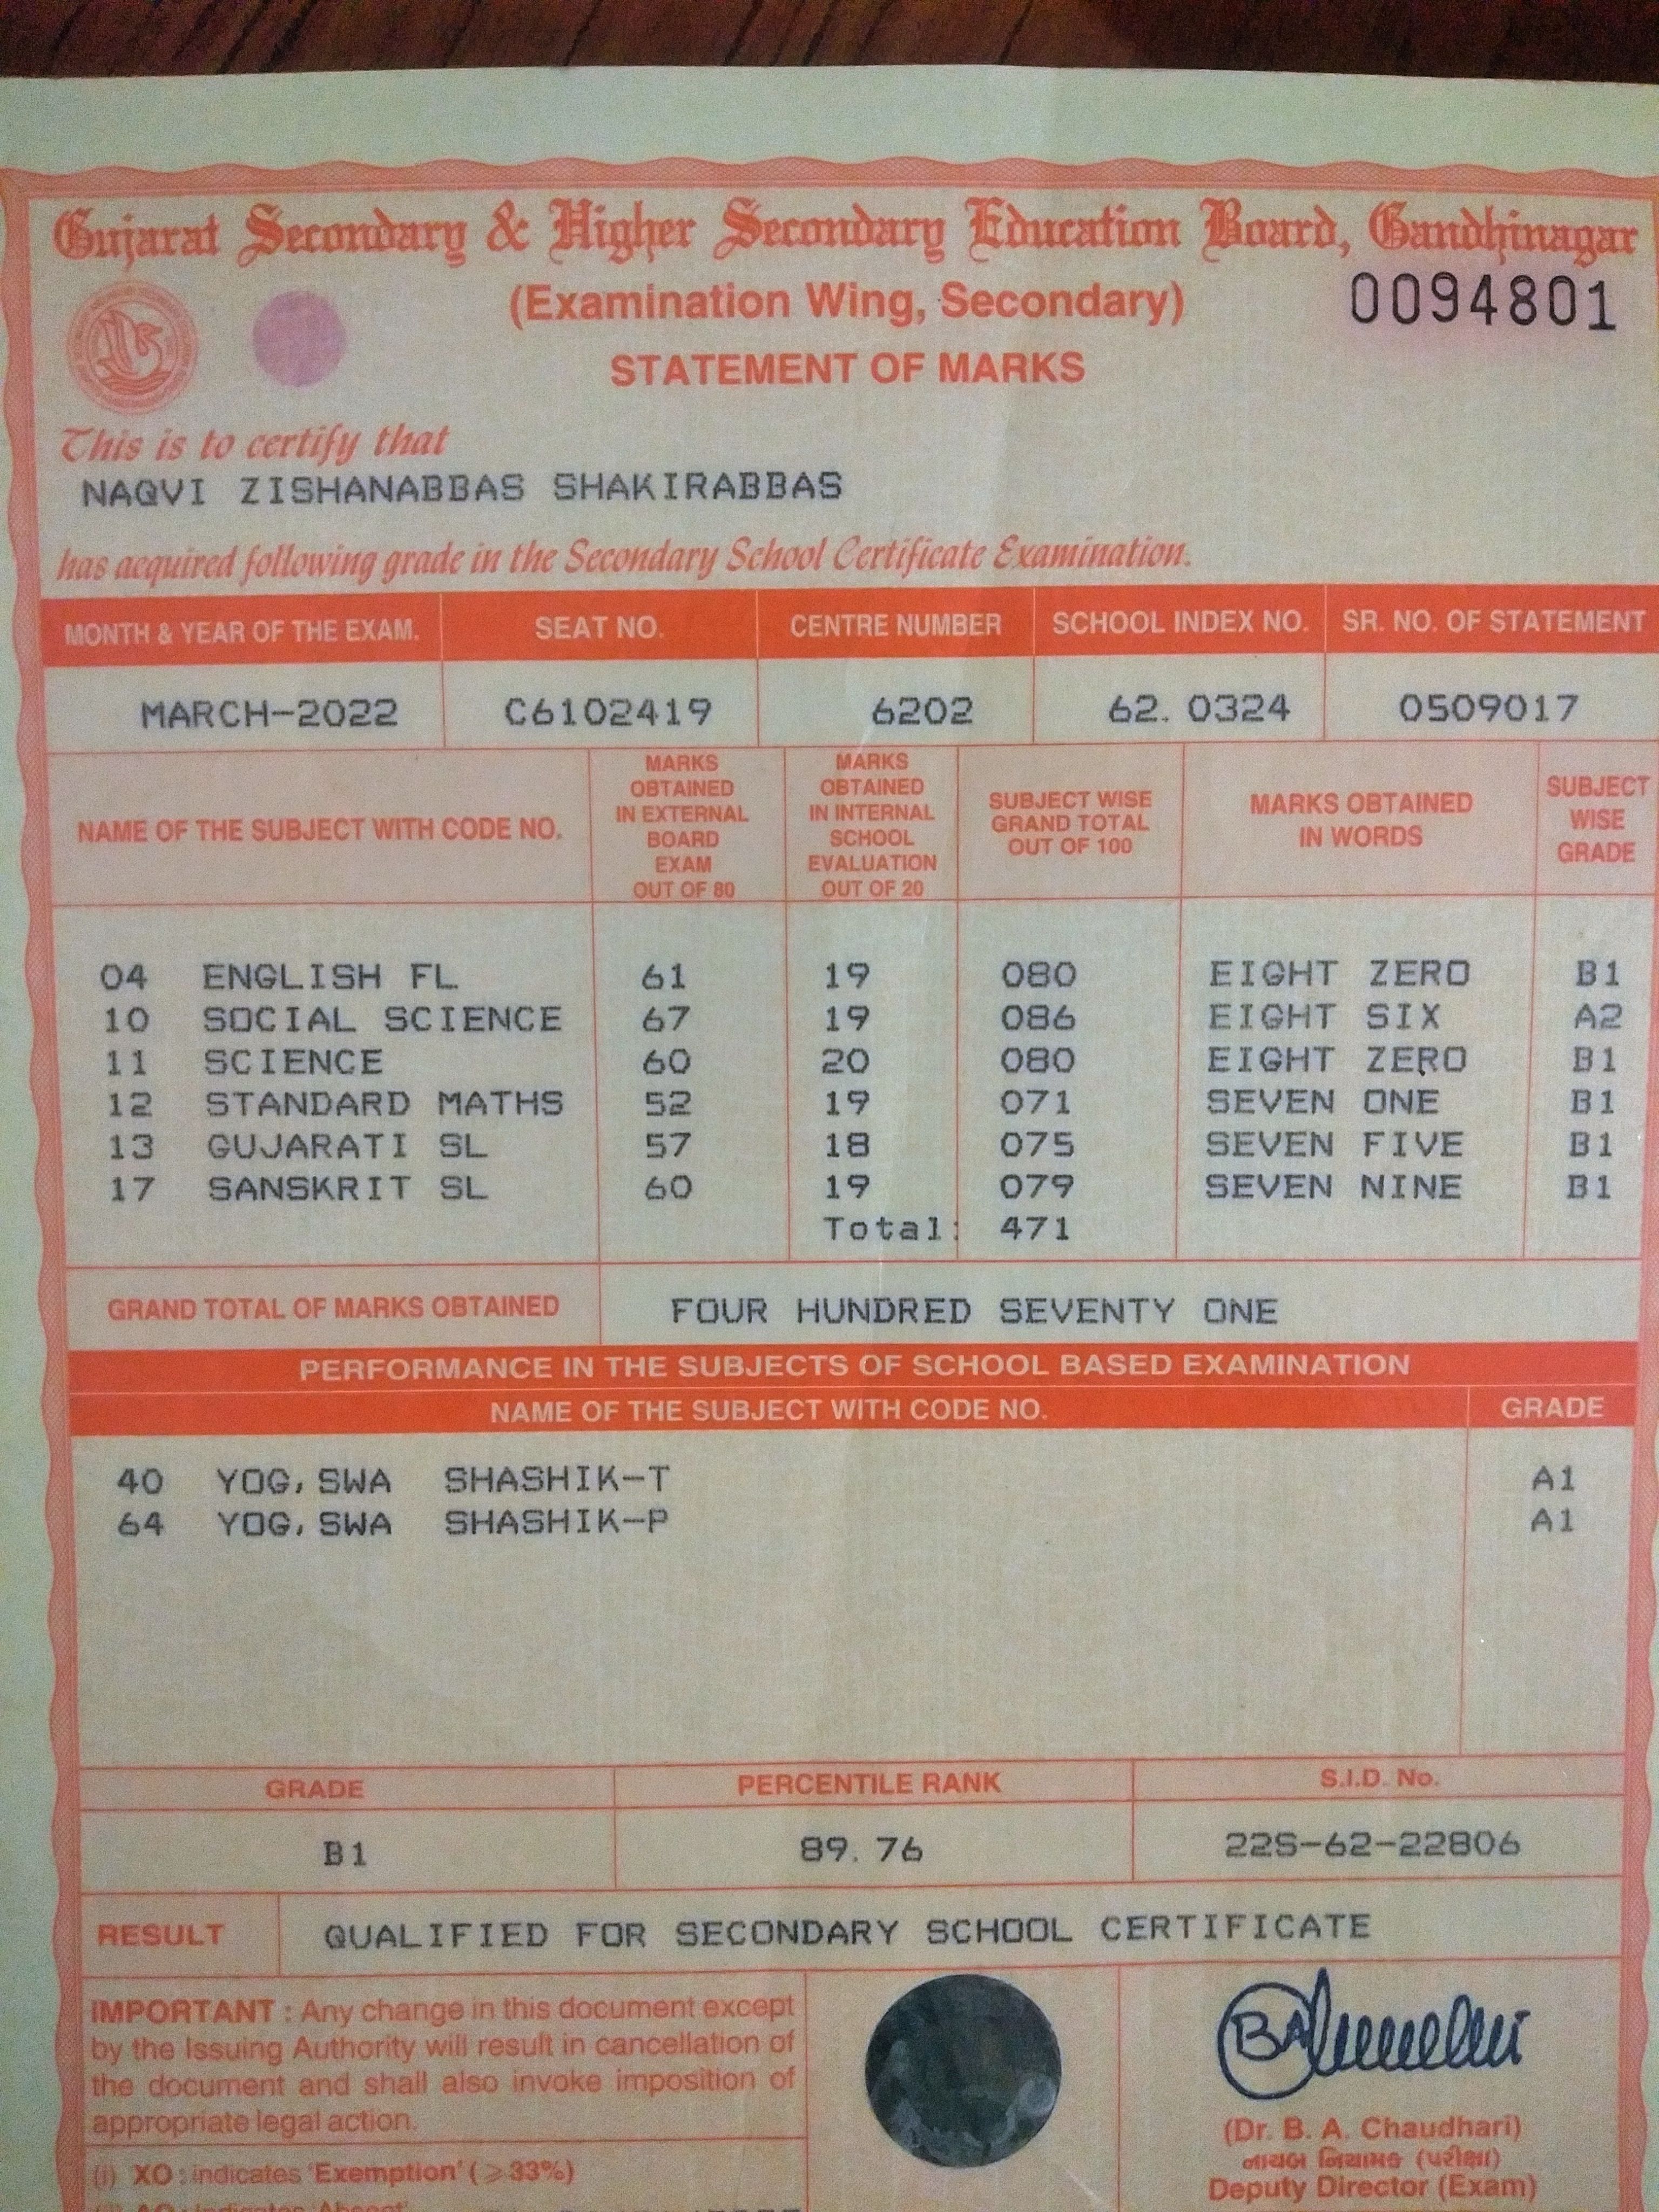 Gujarat Secondary & Higher Secondary Education Board, Gandhinagar
(Examination Wing, Secondary)
0094801
STATEMENT OF MARKS
This is to certify that
NAQVI ZISHANABBAS SHAKIRABBAS
has acquired following grade in the Secondary School Certificate Examination.
MONTH & YEAR OF THE EXAM. SEAT NO. CENTRE NUMBER SCHOOL INDEX NO. SR. NO. OF STATEMENT
MARCH-2022 C6102419 6202 62. 0324 0509017
NAME OF THE SUBJECT WITH CODE NO.
MARKS
OBTAINED
IN EXTERNAL
BOARD
EXAM
OUT OF 80
MARKS
OBTAINED
IN INTERNAL
SCHOOL
EVALUATION
OUT OF 20
SUBJECT WISE
GRAND TOTAL
OUT OF 100
MARKS OBTAINED
IN WORDS
SUBJECT
WISE
GRADE
04 ENGLISH FL 61 19 080 EIGHT ZERO B1
10 SOCIAL SCIENCE 67 19 086 EIGHT SIX A2
11 SCIENCE 60 20 080 EIGHT ZERO B1
12 STANDARD MATHS 52 19 071 SEVEN ONE B1
13 GUJARATI SL 57 18 075 SEVEN FIVE B1
17 SANSKRIT SL 60 19 079 SEVEN NINE B1
Total: 471
GRAND TOTAL OF MARKS OBTAINED FOUR HUNDRED SEVENTY ONE
PERFORMANCE IN THE SUBJECTS OF SCHOOL BASED EXAMINATION
NAME OF THE SUBJECT WITH CODE NO. GRADE
40 YOG, SWA SHASHIK-T A1
64 YOG, SWA SHASHIK-P A1
GRADE PERCENTILE RANK S.I.D. No.
B1 89. 76 22S-62-22806
RESULT QUALIFIED FOR SECONDARY SCHOOL CERTIFICATE
IMPORTANT : Any change in this document except
by the Issuing Authority will result in cancellation of
the document and shall also invoke imposition of
appropriate legal action.
(i) XO : indicates 'Exemption' (≥33%)
BA
(Dr. B. A. Chaudhari)
નાયબ નિયામક (પરીક્ષા)
Deputy Director (Exam)